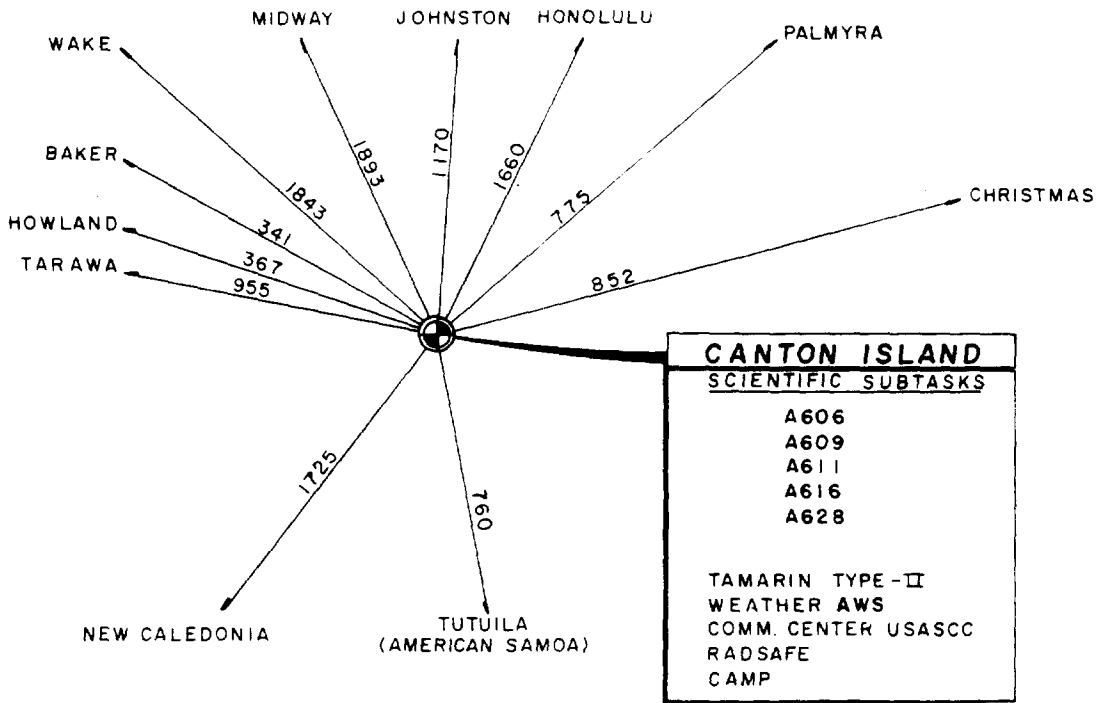 MIDWAY
JOHNSTON
HONOLULU
WAKE
PALMYRA
BAKER
1893
1170
1660
1843
775
CHRISTMAS
HOWLAND
341
TARAWA
367
955
852
CANTON ISLAND
SCIENTIFIC SUBTASKS
A606
A609
A611
A616
A628
TAMARIN TYPE-II
WEATHER AWS
COMM. CENTER USASCC
RADSAFE
CAMP
1725
760
NEW CALEDONIA
TUTUILA
(AMERICAN SAMOA)